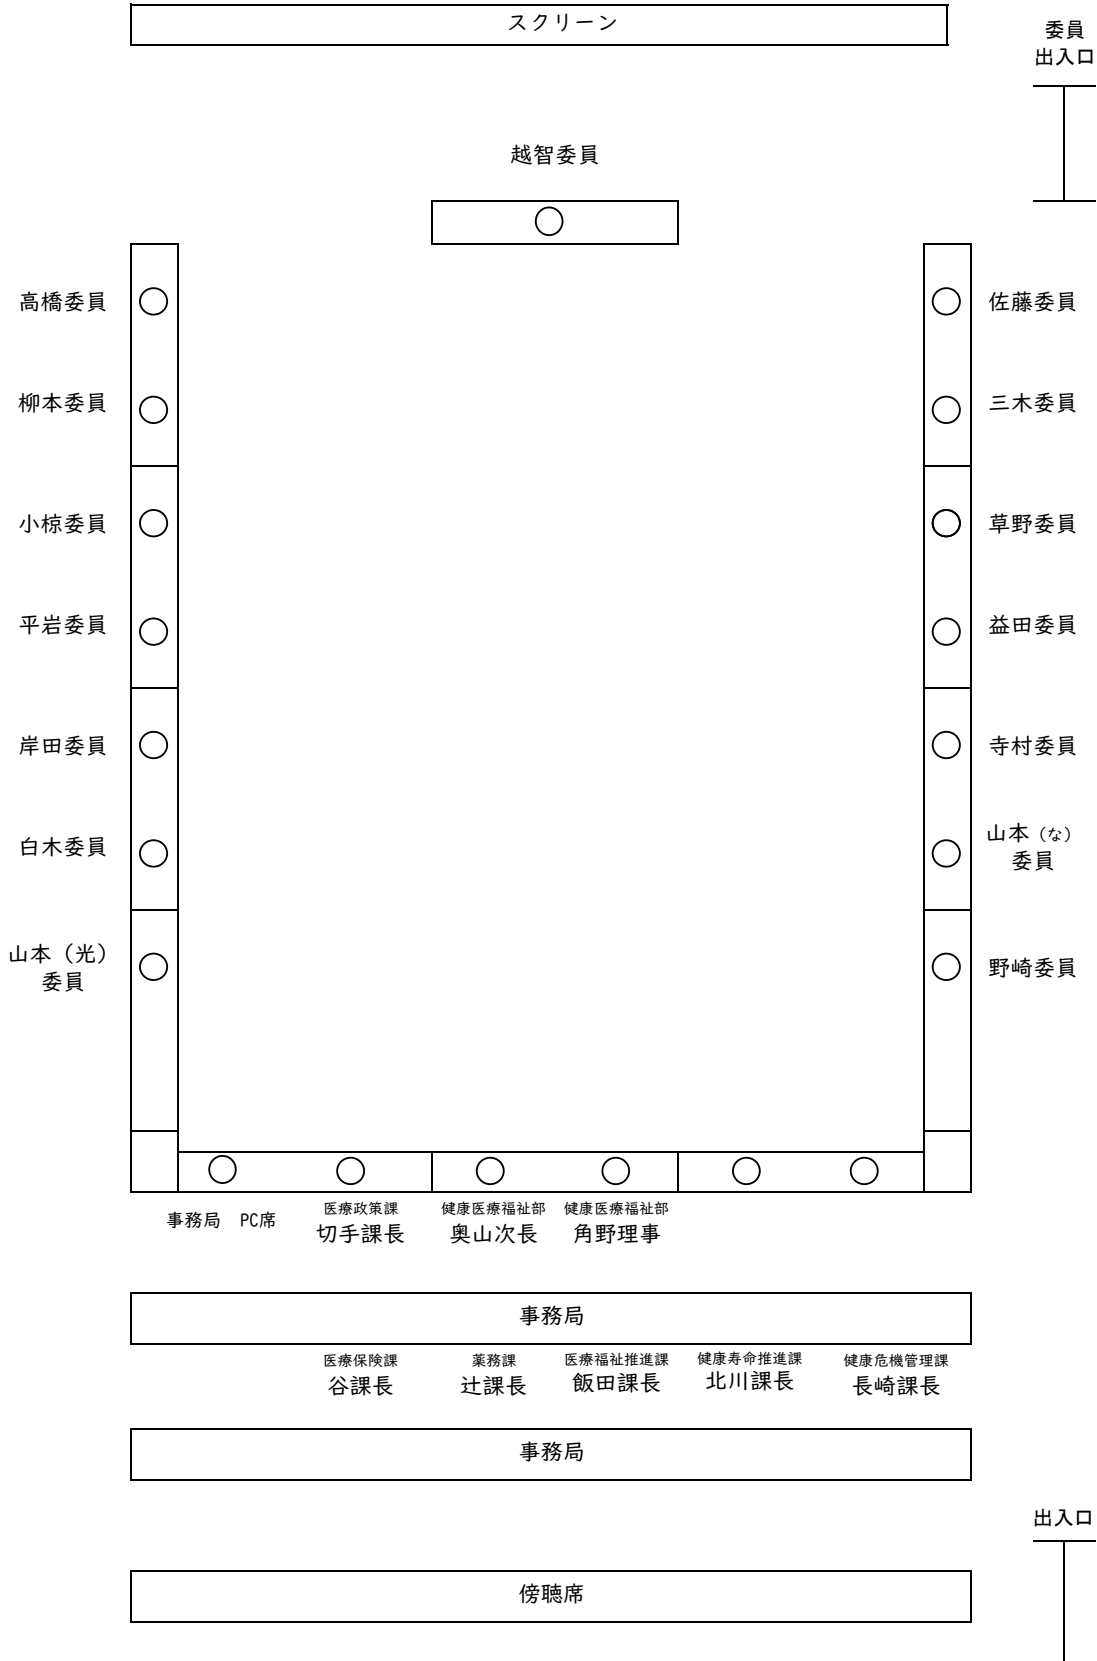 スクリーン
委員
出入口
越智委員
高橋委員
佐藤委員
柳本委員
三木委員
小椋委員
草野委員
平岩委員
益田委員
岸田委員
寺村委員
白木委員
山本（な）
委員
山本（光）
委員
野崎委員
事務局　PC席
医療政策課
切手課長
健康医療福祉部
奥山次長
健康医療福祉部
角野理事
事務局
医療保険課
谷課長
薬務課
辻課長
医療福祉推進課
飯田課長
健康寿命推進課
北川課長
健康危機管理課
長崎課長
事務局
出入口
傍聴席